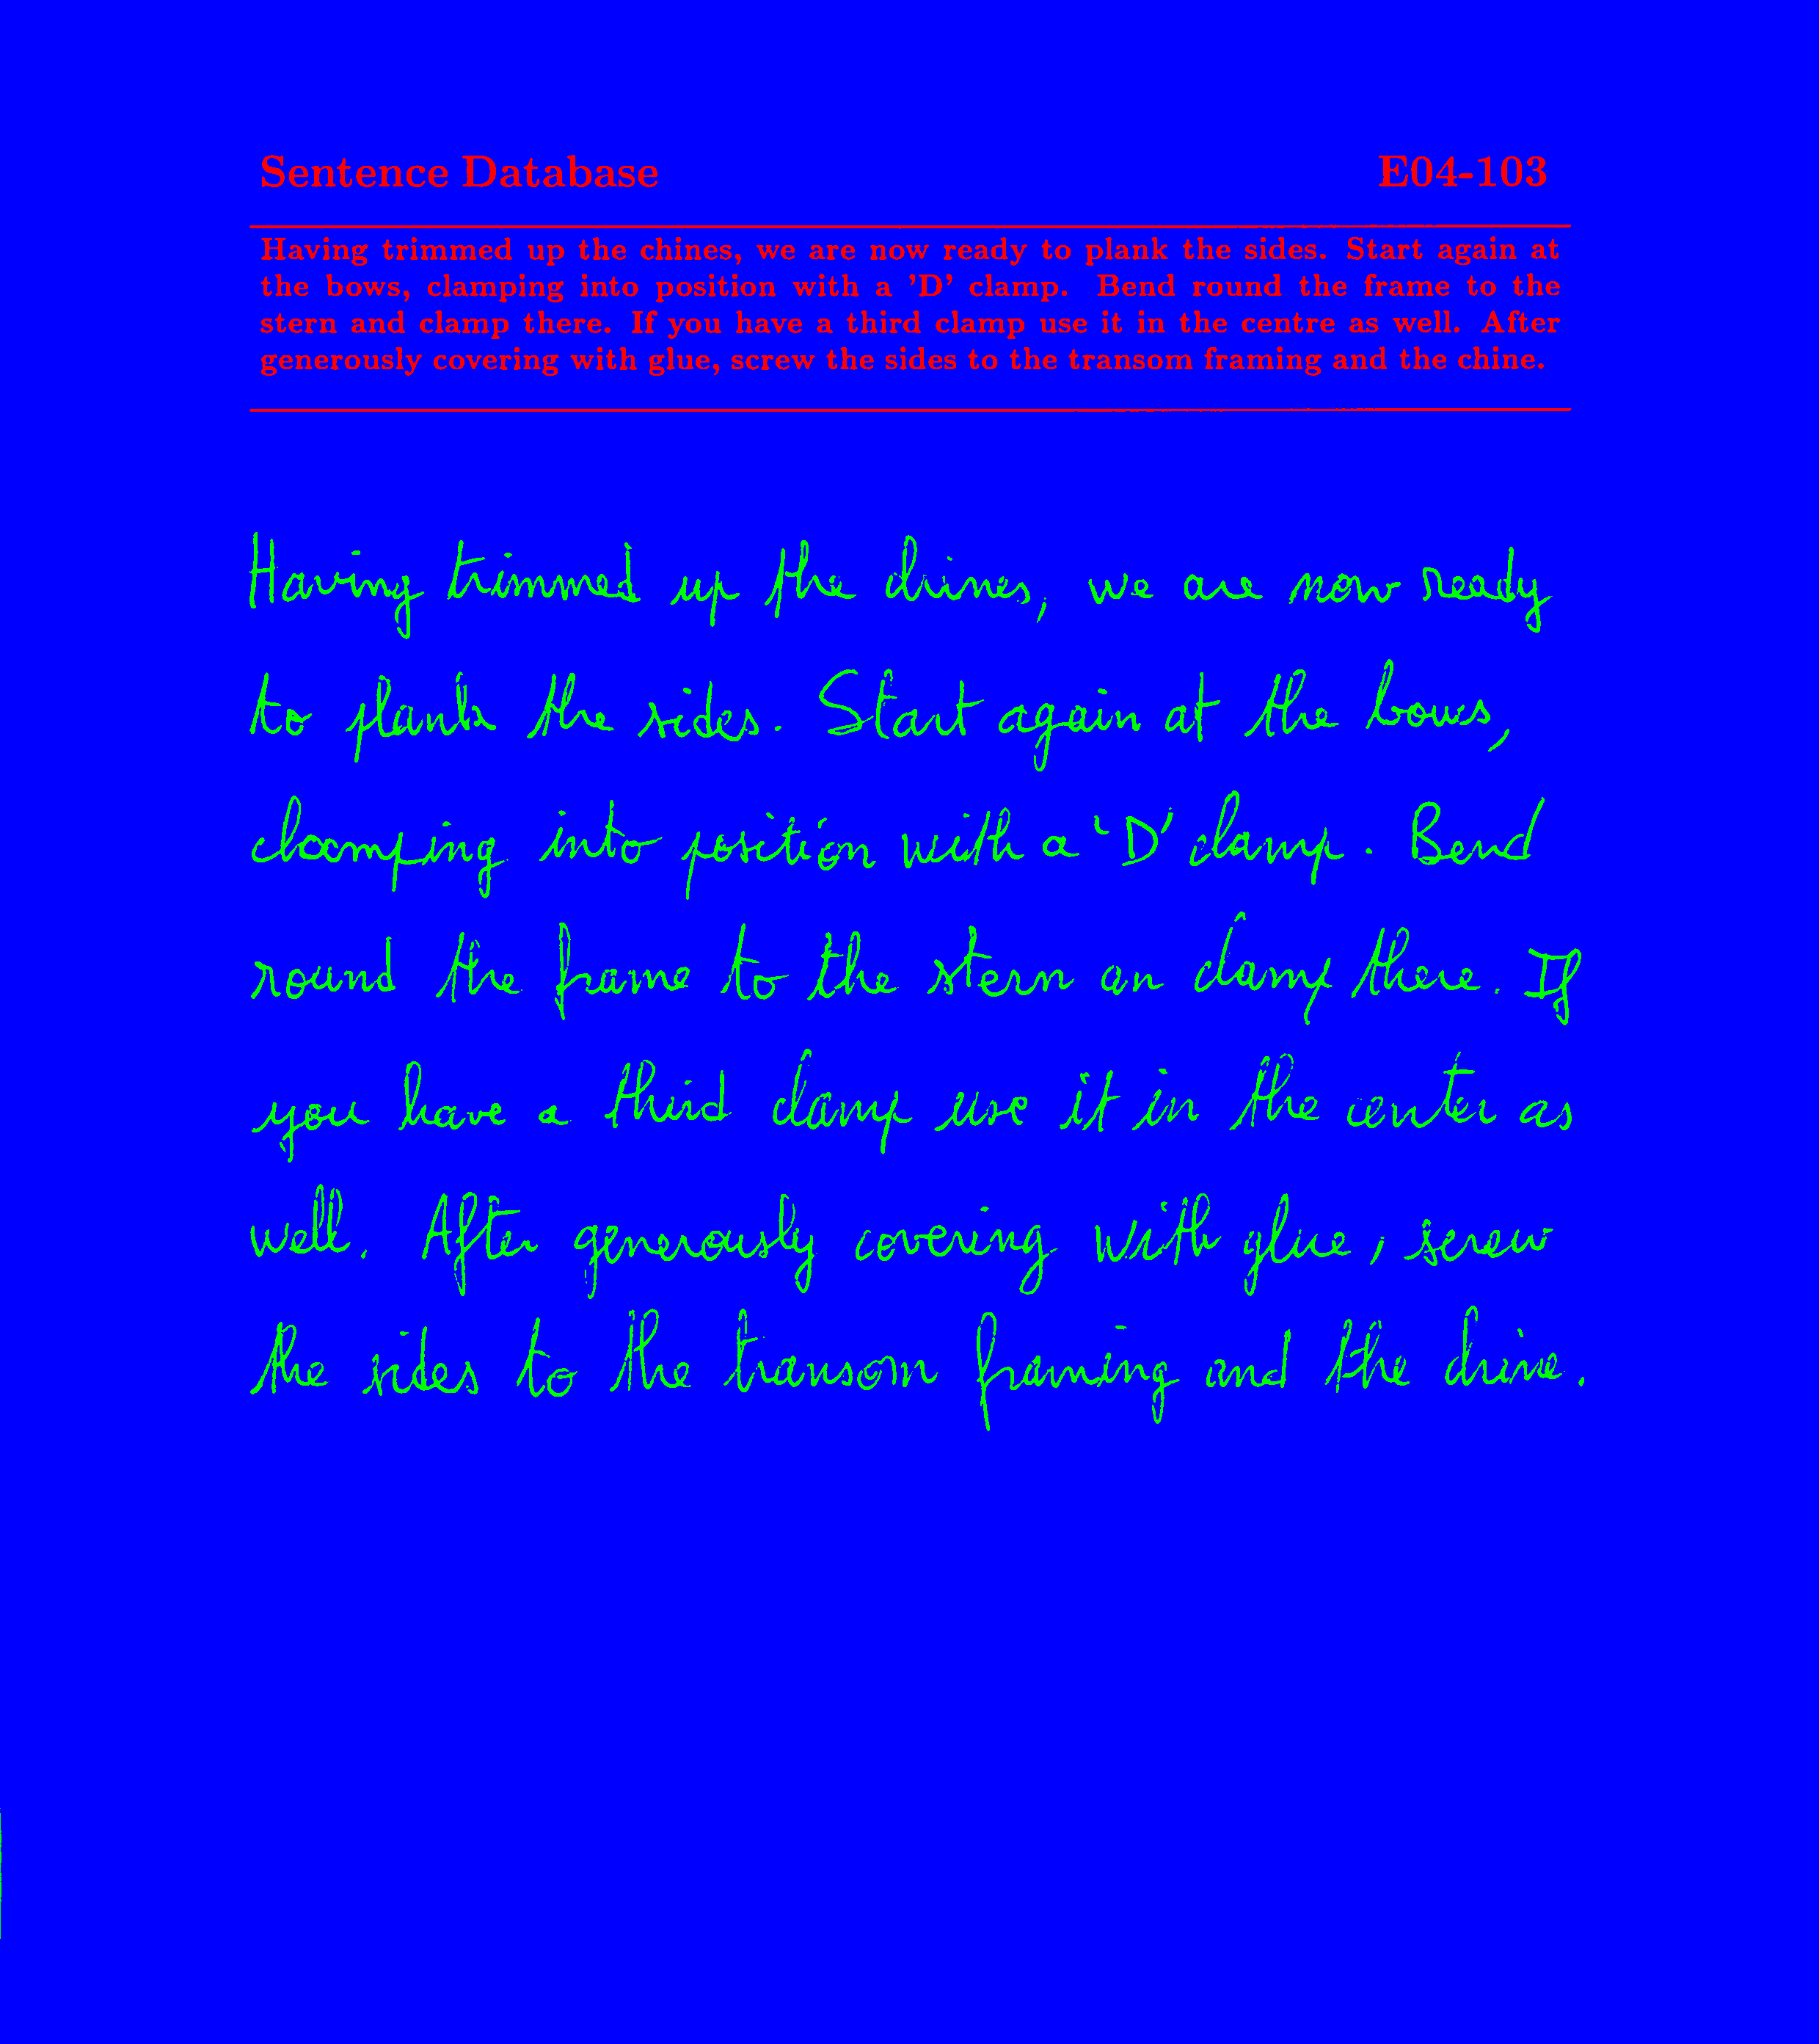 Sentence Database E04-103
Having trimmed up the chines, we are now ready to plank the sides. Start again at
the bows, clamping into position with a 'D' clamp. Bend round the frame to the
stern and clamp there. If you have a third clamp use it in the centre as well. After
generously covering with glue, screw the sides to the transom framing and the chine.
Having trimmed up the chines, we are now ready
to plank the sides. Start again at the bows,
clamping into position with a 'D' clamp. Bend
round the frame to the stern an clamp there. If
you have a third clamp use it in the center as
well. After generously covering with glue, screw
the sides to the transom framing and the chine.